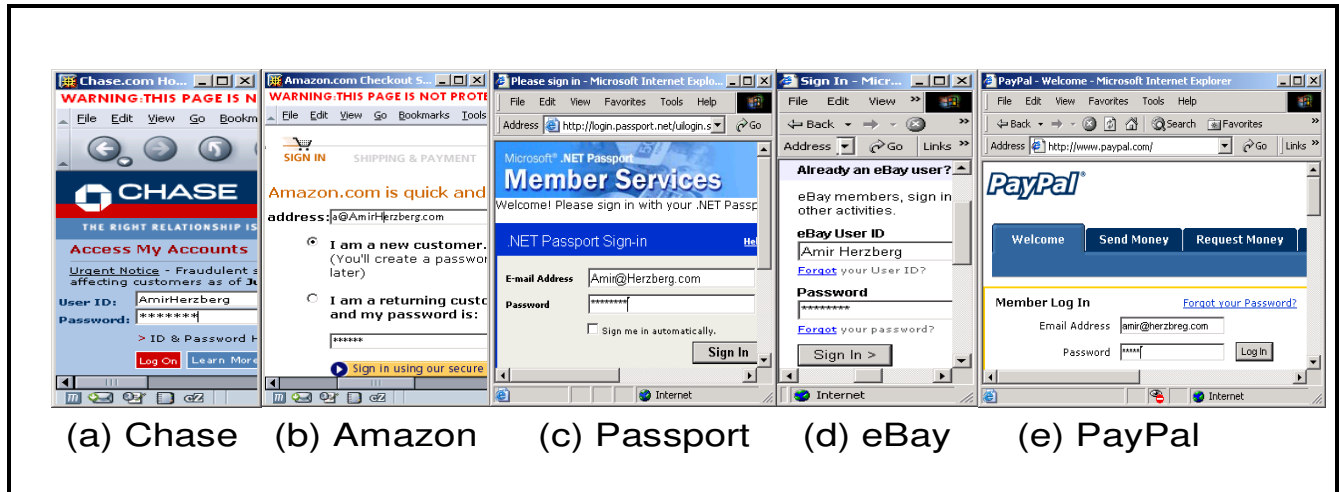 Chase.com Ho...
WARNING:THIS PAGE IS N
File Edit View Go Bookm
CHASE
THE RIGHT RELATIONSHIP IS
Access My Accounts
Urgent Notice - Fraudulent s
affecting customers as of Ju
User ID: AmirHerzberg
Password: *******
> ID & Password H
Log On Learn More
Amazon.com Checkout S...
WARNING:THIS PAGE IS NOT PROTE
File Edit View Go Bookmarks Tools
SIGN IN SHIPPING & PAYMENT
Amazon.com is quick and
address: a@AmirHerzberg.com
I am a new customer.
(You'll create a passwor
later)
I am a returning custo
and my password is:
******
Sign in using our secure
Please sign in - Microsoft Internet Explo...
File Edit View Favorites Tools Help
Address http://login.passport.net/uilogin.s Go
Microsoft® .NET Passport
Member Services
Welcome! Please sign in with your .NET Passp
.NET Passport Sign-in Hel
E-mail Address Amir@Herzberg.com
Password ********
Sign me in automatically.
Sign In
Internet
Sign In - Micr...
File Edit View »
Back »
Address Go Links »
Already an eBay user?
eBay members, sign in
other activities.
eBay User ID
Amir Herzberg
Forgot your User ID?
Password
********
Forgot your password?
Sign In >
Internet
PayPal - Welcome - Microsoft Internet Explorer
File Edit View Favorites Tools Help
Back Search Favorites »
Address http://www.paypal.com/ Go Links »
PayPal®
Welcome Send Money Request Money
Member Log In Forgot your Password?
Email Address amir@herzbreg.com
Password *****
Log In
Internet
(a) Chase (b) Amazon (c) Passport (d) eBay (e) PayPal